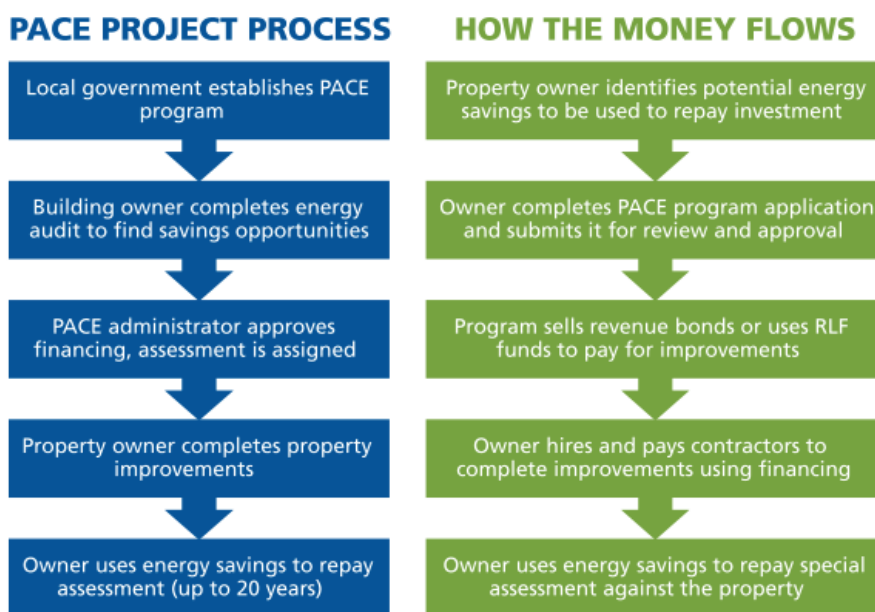 PACE PROJECT PROCESS
Local government establishes PACE
program
Building owner completes energy
audit to find savings opportunities
PACE administrator approves
financing, assessment is assigned
Property owner completes property
improvements
Owner uses energy savings to repay
assessment (up to 20 years)
HOW THE MONEY FLOWS
Property owner identifies potential energy
savings to be used to repay investment
Owner completes PACE program application
and submits it for review and approval
Program sells revenue bonds or uses RLF
funds to pay for improvements
Owner hires and pays contractors to
complete improvements using financing
Owner uses energy savings to repay special
assessment against the property